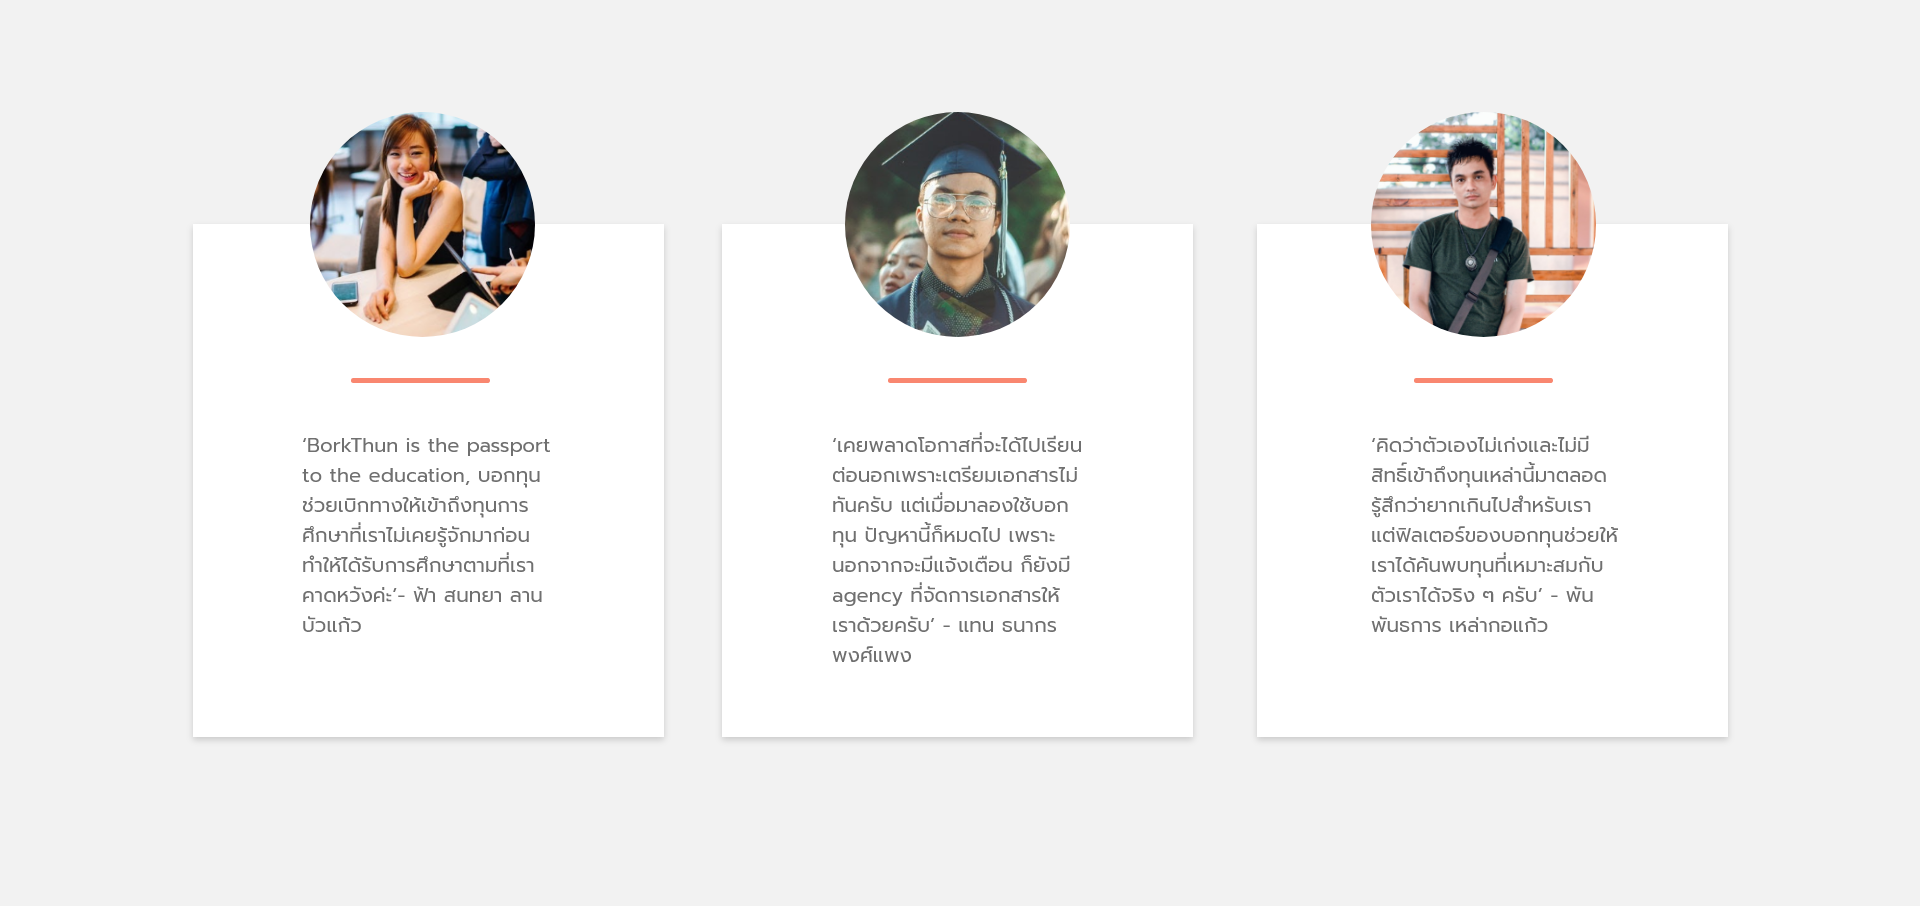 ‘BorkThun is the passport
to the education, บอกทุน
ช่วยเบิกทางให้เข้าถึงทุนการ
ศึกษาที่เราไม่เคยรู้จักมาก่อน
ทำให้ได้รับการศึกษาตามที่เรา
คาดหวังค่ะ’- ฟ้า สนทยา ลาน
บัวแก้ว
‘เคยพลาดโอกาสที่จะได้ไปเรียน
ต่อนอกเพราะเตรียมเอกสารไม่
ทันครับ แต่เมื่อมาลองใช้บอก
ทุน ปัญหานี้ก็หมดไป เพราะ
นอกจากจะมีแจ้งเตือน ก็ยังมี
agency ที่จัดการเอกสารให้
เราด้วยครับ’ - แทน ธนากร
พงศ์แพง
‘คิดว่าตัวเองไม่เก่งและไม่มี
สิทธิ์เข้าถึงทุนเหล่านี้มาตลอด
รู้สึกว่ายากเกินไปสำหรับเรา
แต่ฟิลเตอร์ของบอกทุนช่วยให้
เราได้ค้นพบทุนที่เหมาะสมกับ
ตัวเราได้จริง ๆ ครับ’ - พัน
พันธการ เหล่ากอแก้ว